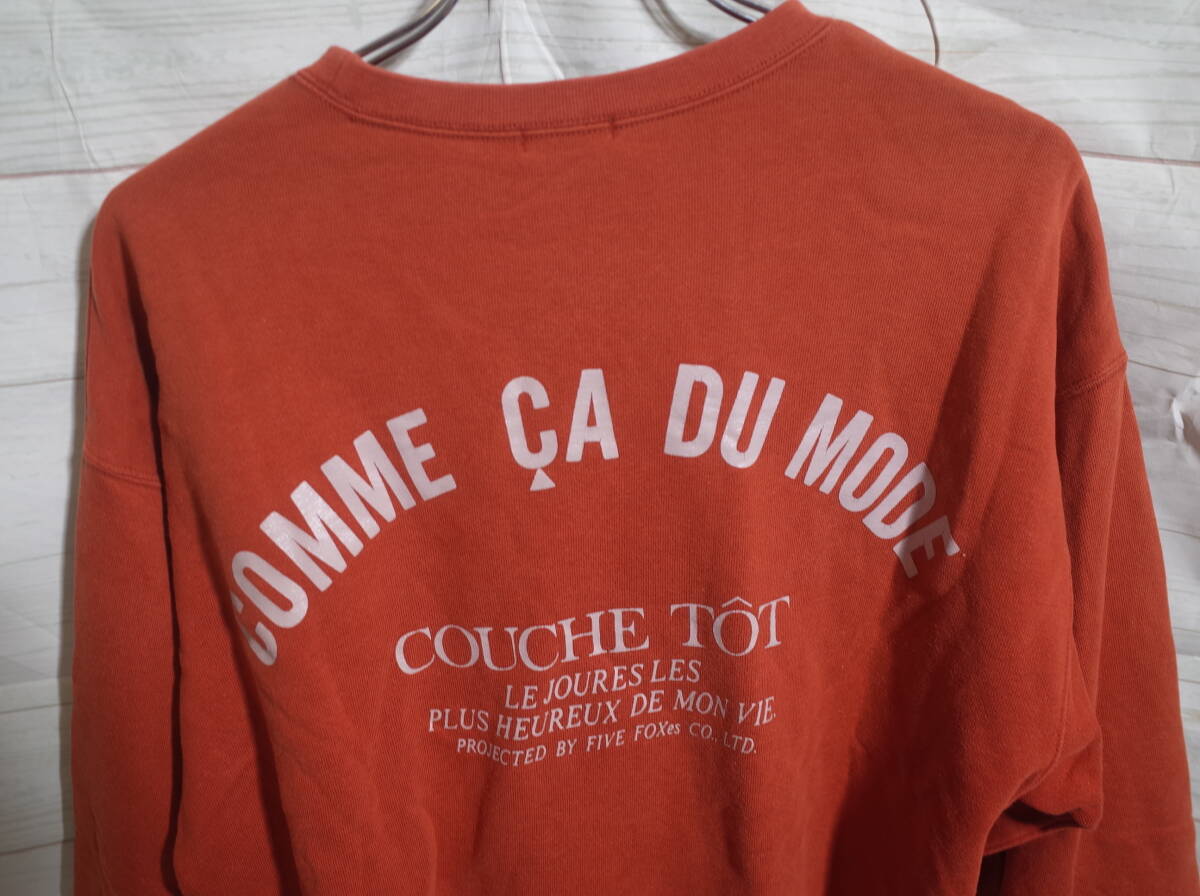 COMME ÇA DU MODE
COUCHE TÔT
LE JOURES LES
PLUS HEUREUX DE MON VIE.
PROJECTED BY FIVE FOXes CO., LTD.